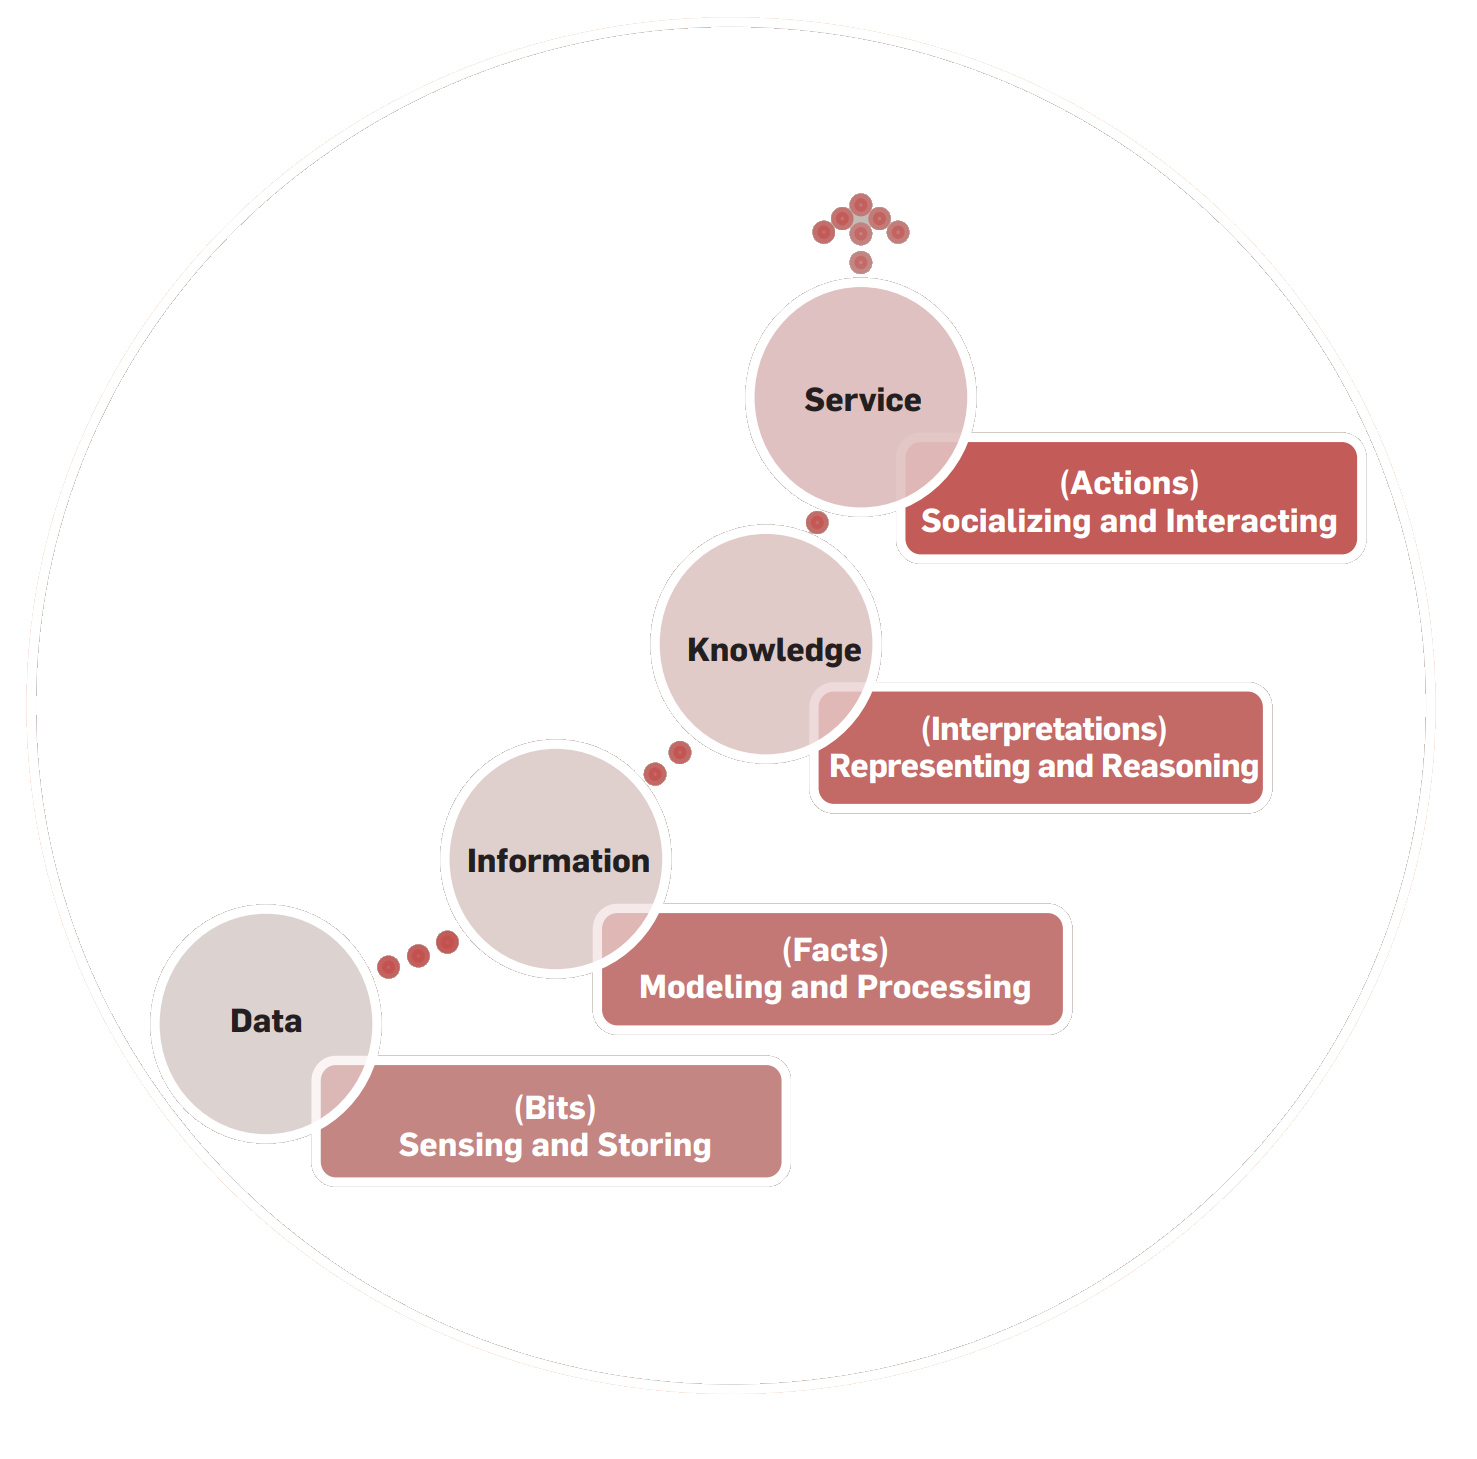 Service
(Actions)
Socializing and Interacting
Knowledge
(Interpretations)
Representing and Reasoning
Information
(Facts)
Modeling and Processing
Data
(Bits)
Sensing and Storing